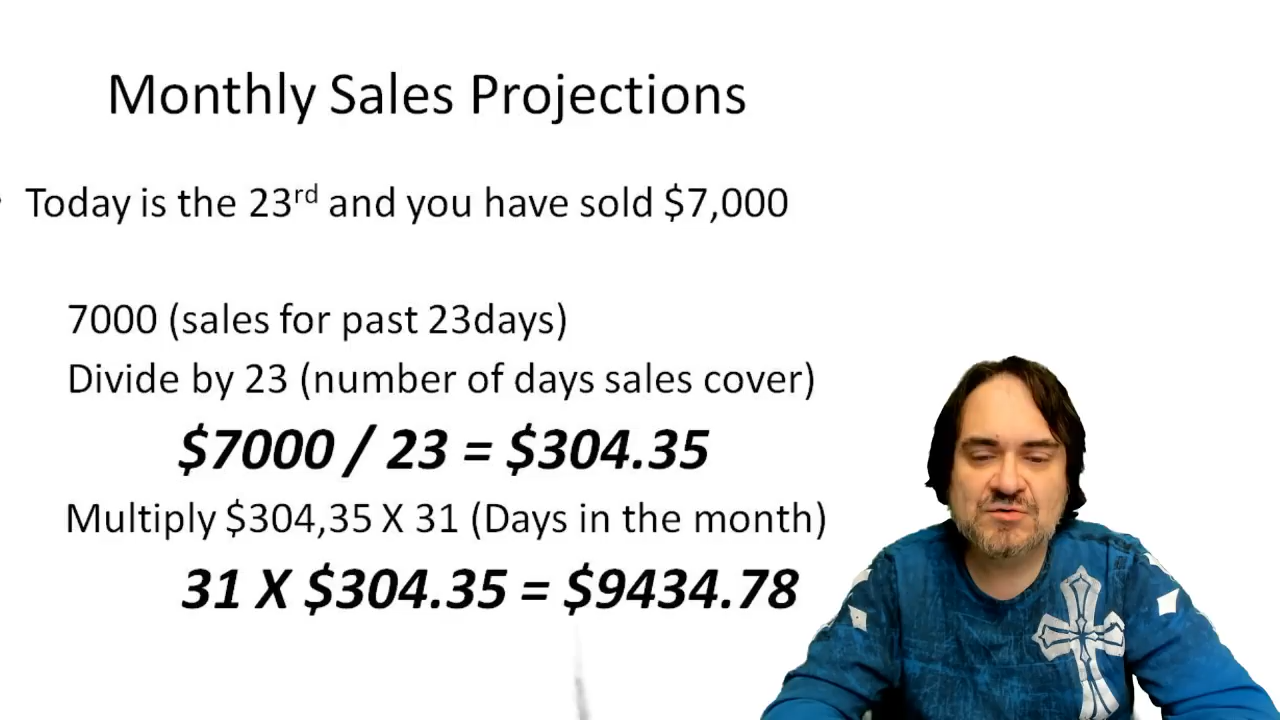 Monthly Sales Projections
• Today is the 23rd and you have sold $7,000
7000 (sales for past 23days)
Divide by 23 (number of days sales cover)
$7000 / 23 = $304.35
Multiply $304,35 X 31 (Days in the month)
31 X $304.35 = $9434.78